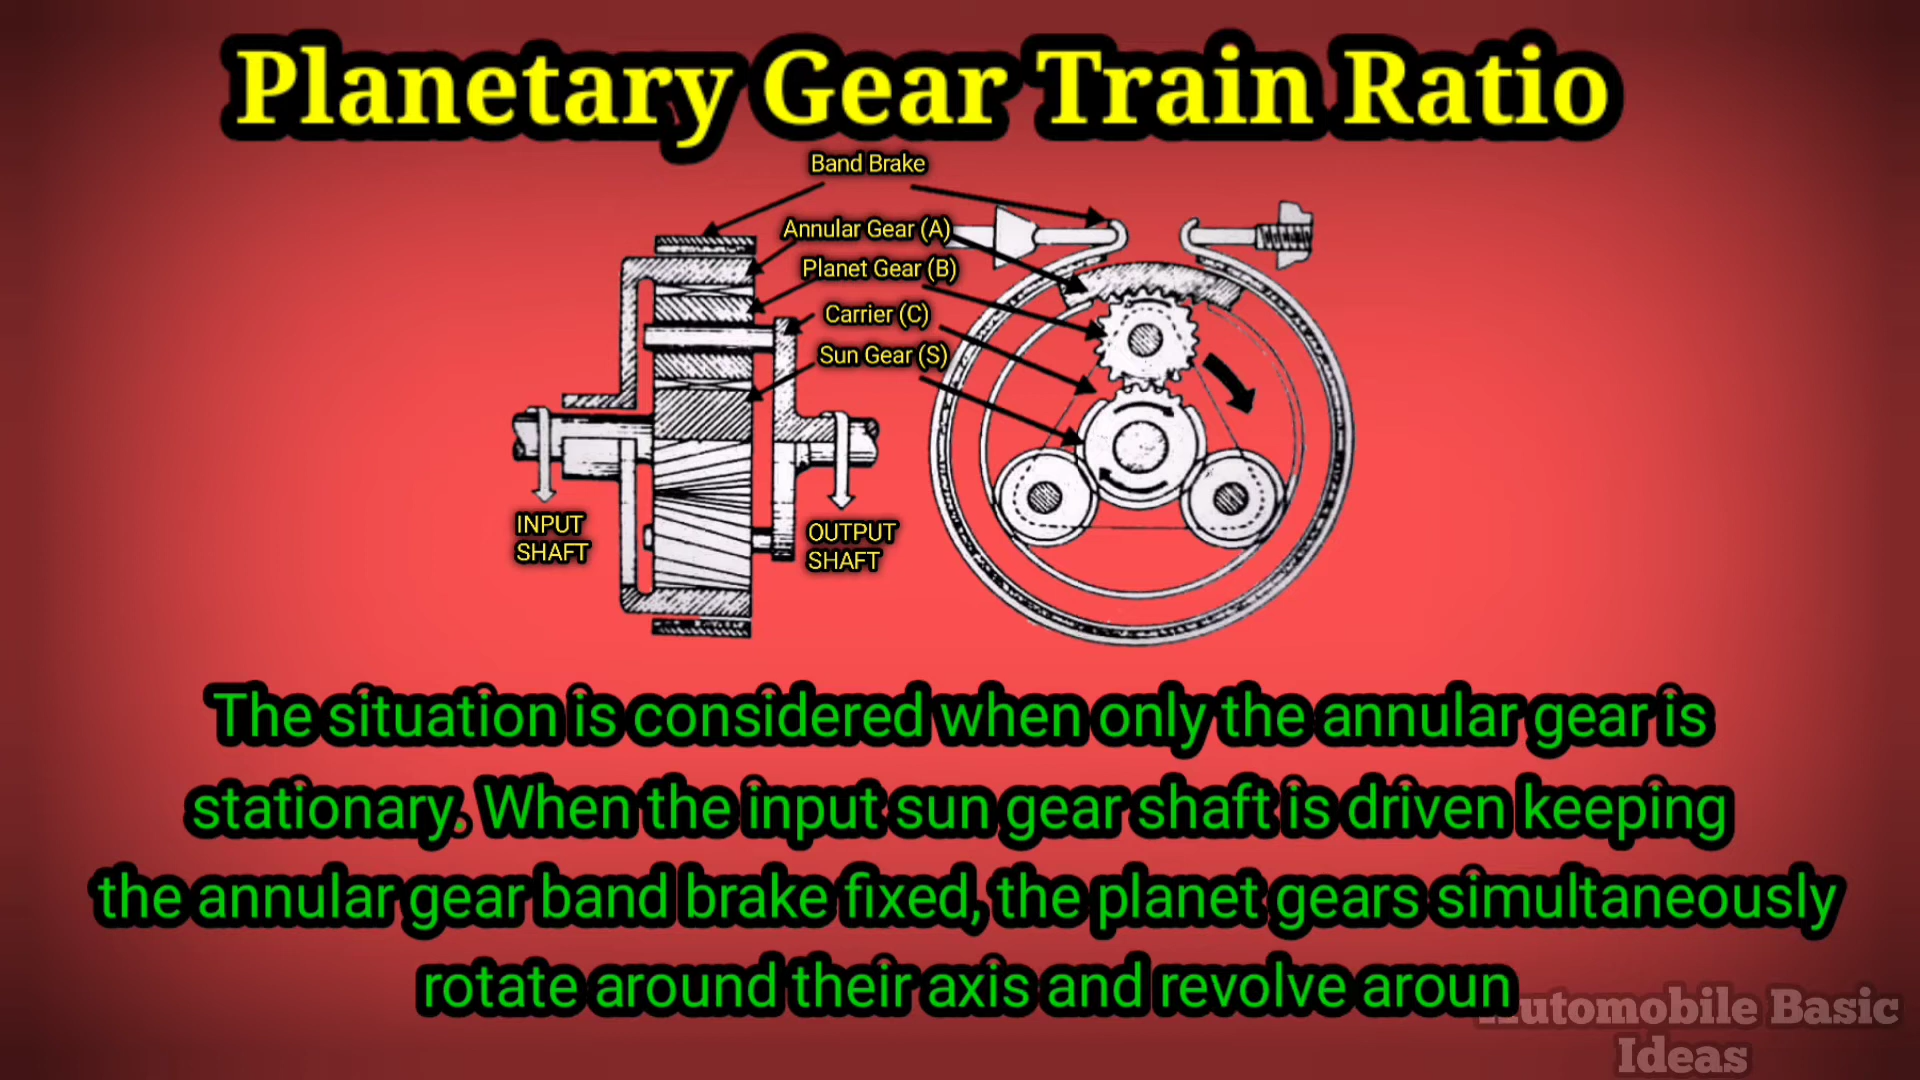 Planetary Gear Train Ratio
Band Brake
Annular Gear (A)
Planet Gear (B)
Carrier (C)
Sun Gear (S)
INPUT
SHAFT
OUTPUT
SHAFT
The situation is considered when only the annular gear is
stationary. When the input sun gear shaft is driven keeping
the annular gear band brake fixed, the planet gears simultaneously
rotate around their axis and revolve aroun
Automobile Basic
Ideas